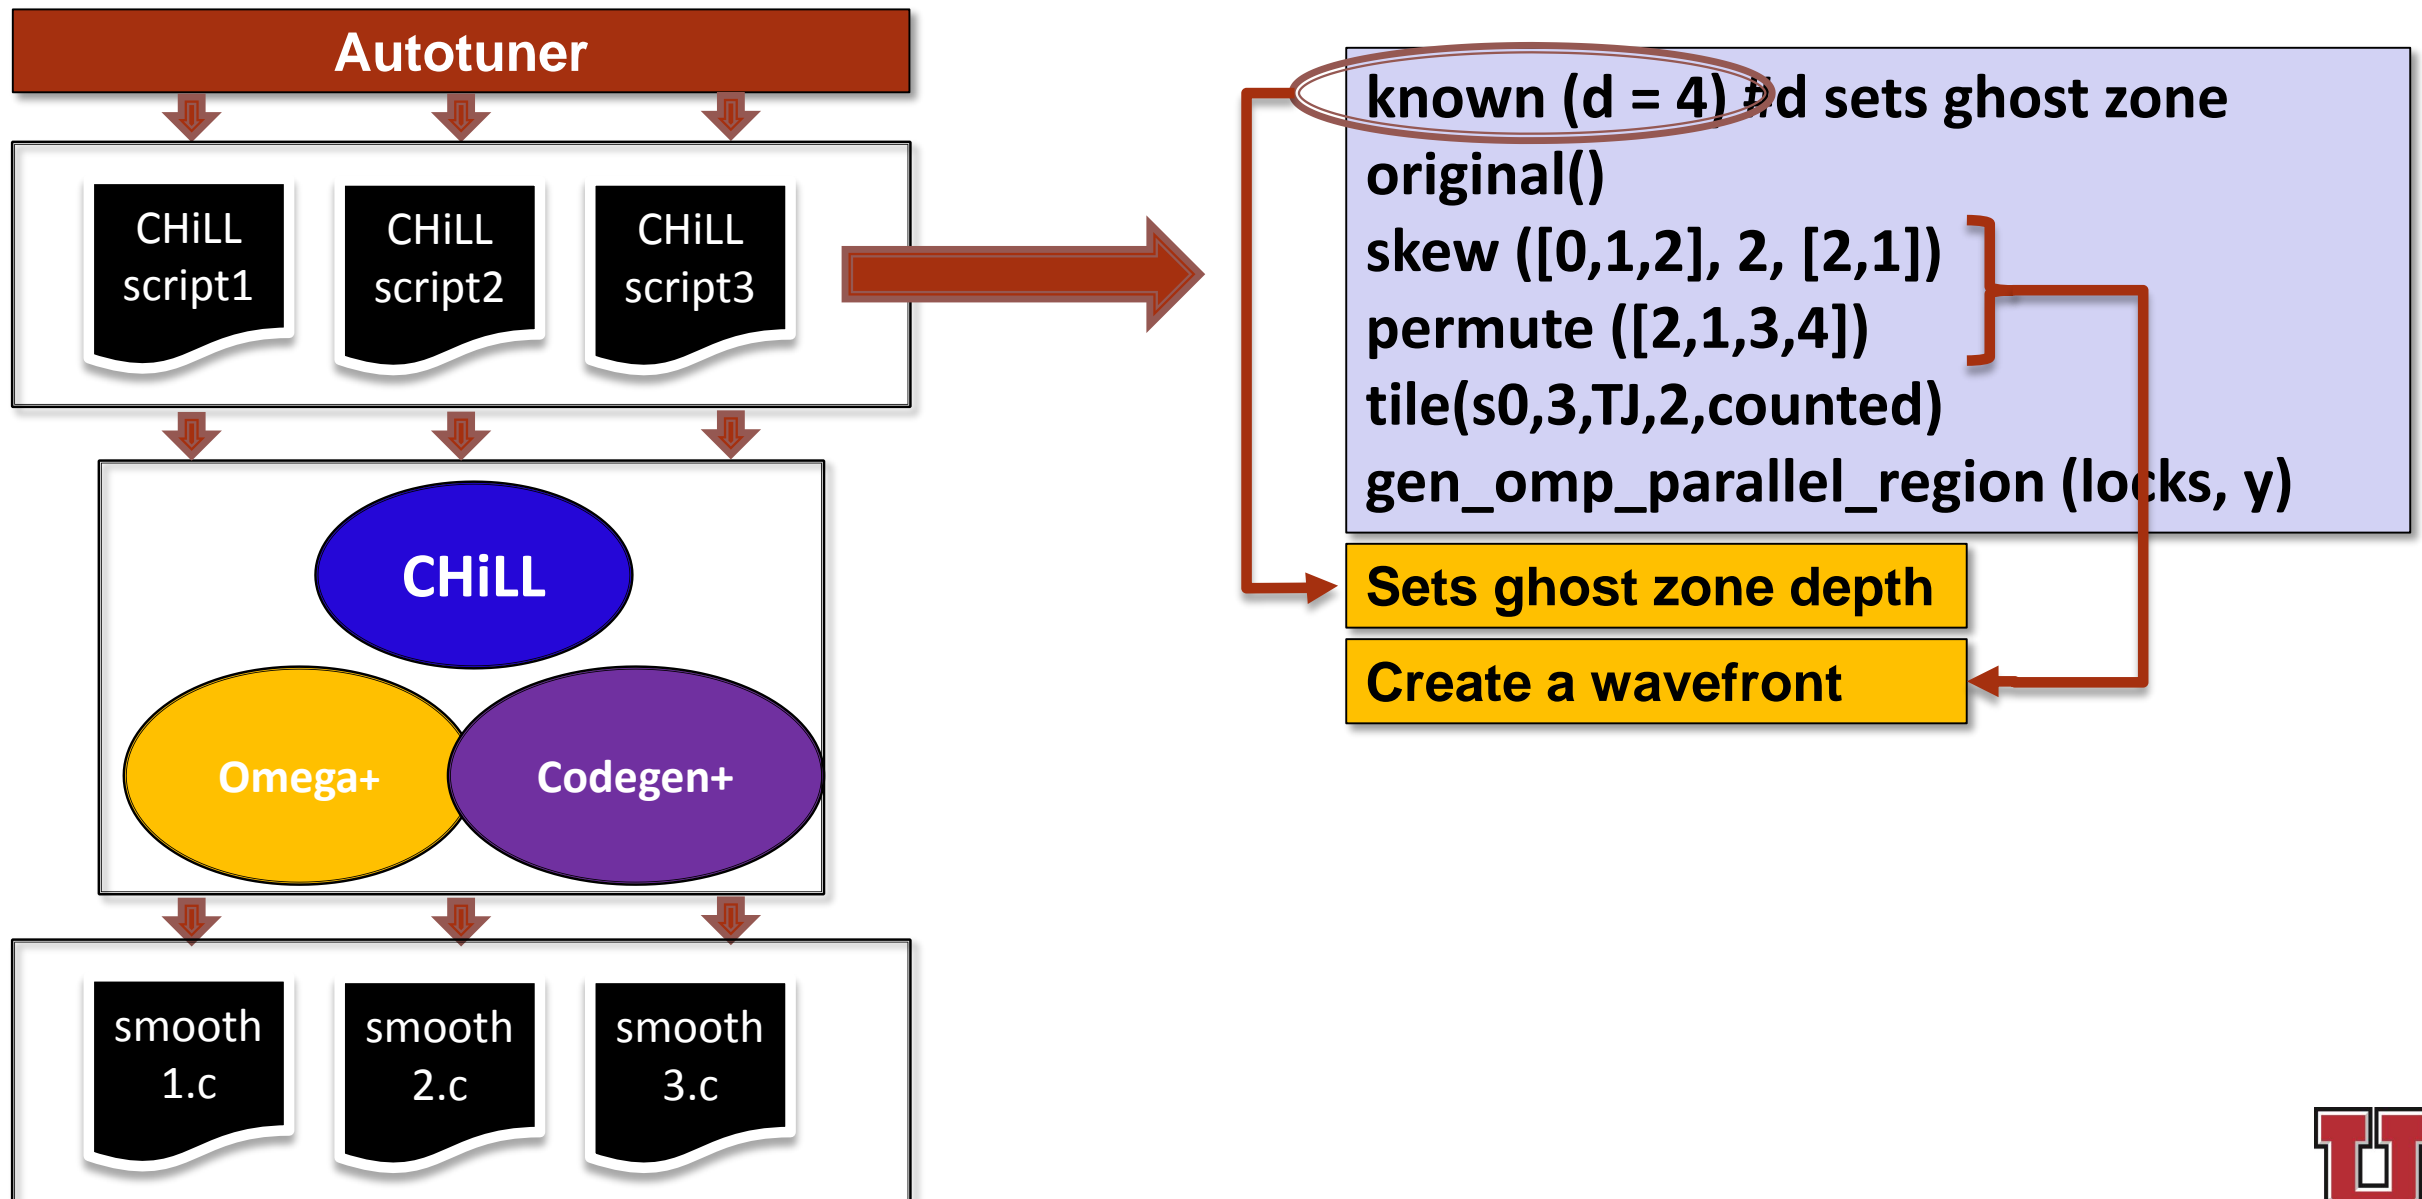 Autotuner
CHiLL
script1
CHiLL
script2
CHiLL
script3
CHiLL
Omega+
Codegen+
smooth
1.c
smooth
2.c
smooth
3.c
known (d = 4) #d sets ghost zone
original()
skew ([0,1,2], 2, [2,1])
permute ([2,1,3,4])
tile(s0,3,TJ,2,counted)
gen_omp_parallel_region (locks, y)
Sets ghost zone depth
Create a wavefront